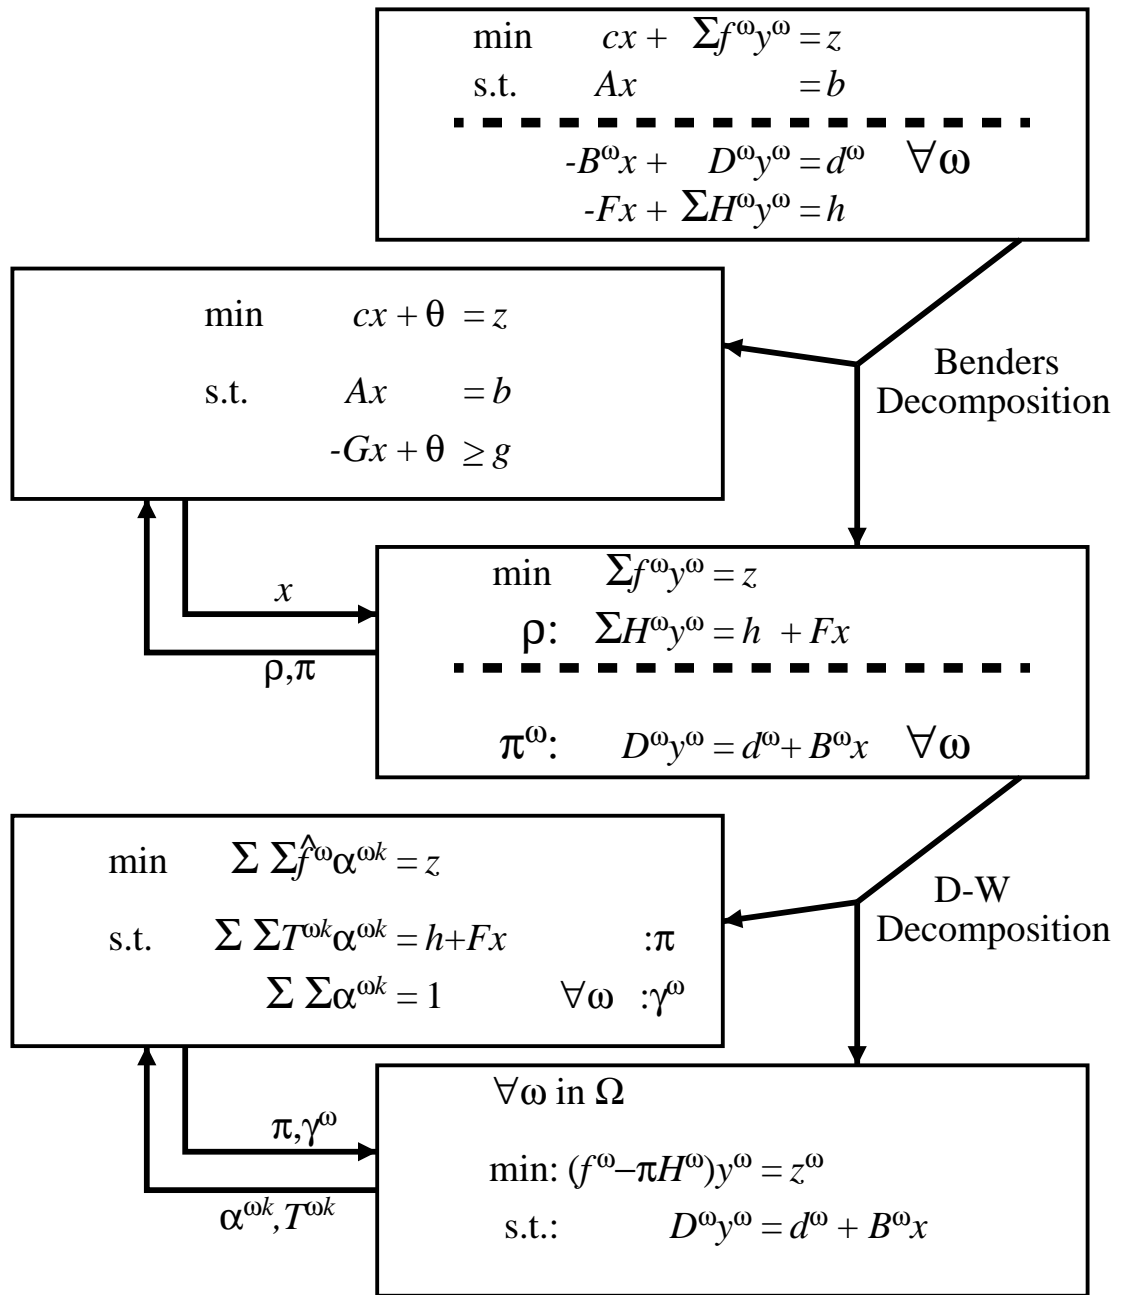 min cx + Σf^ω y^ω = z
s.t. Ax = b
-B^ω x + D^ω y^ω = d^ω ∀ω
-Fx + ΣH^ω y^ω = h
min cx + θ = z
s.t. Ax = b
-Gx + θ ≥ g
Benders
Decomposition
x
ρ,π
min Σf^ω y^ω = z
ρ: ΣH^ω y^ω = h + Fx
π^ω: D^ω y^ω = d^ω + B^ω x ∀ω
min Σ Σf̂^ω α^ωk = z
s.t. Σ ΣT^ωk α^ωk = h+Fx :π
Σ Σα^ωk = 1 ∀ω :γ^ω
D-W
Decomposition
π,γ^ω
α^ωk,T^ωk
∀ω in Ω
min: (f^ω−πH^ω)y^ω = z^ω
s.t.: D^ω y^ω = d^ω + B^ω x